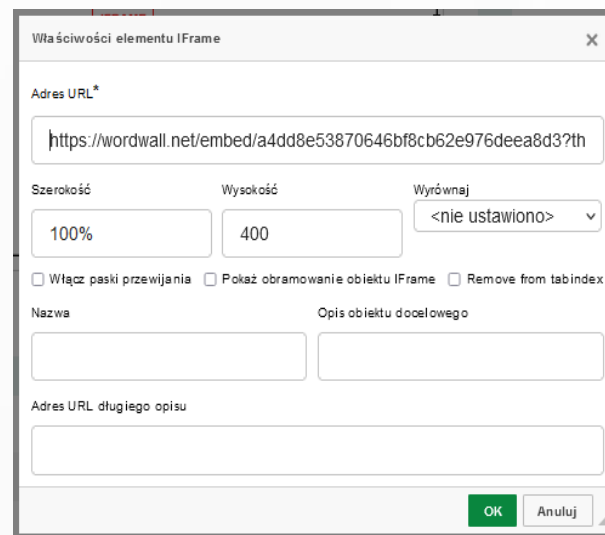 Właściwości elementu IFrame ×
Adres URL*
https://wordwall.net/embed/a4dd8e53870646bf8cb62e976deea8d3?th
Szerokość Wysokość Wyrównaj
100% 400 <nie ustawiono>
Włącz paski przewijania Pokaż obramowanie obiektu IFrame Remove from tabindex
Nazwa Opis obiektu docelowego
Adres URL długiego opisu
OK Anuluj